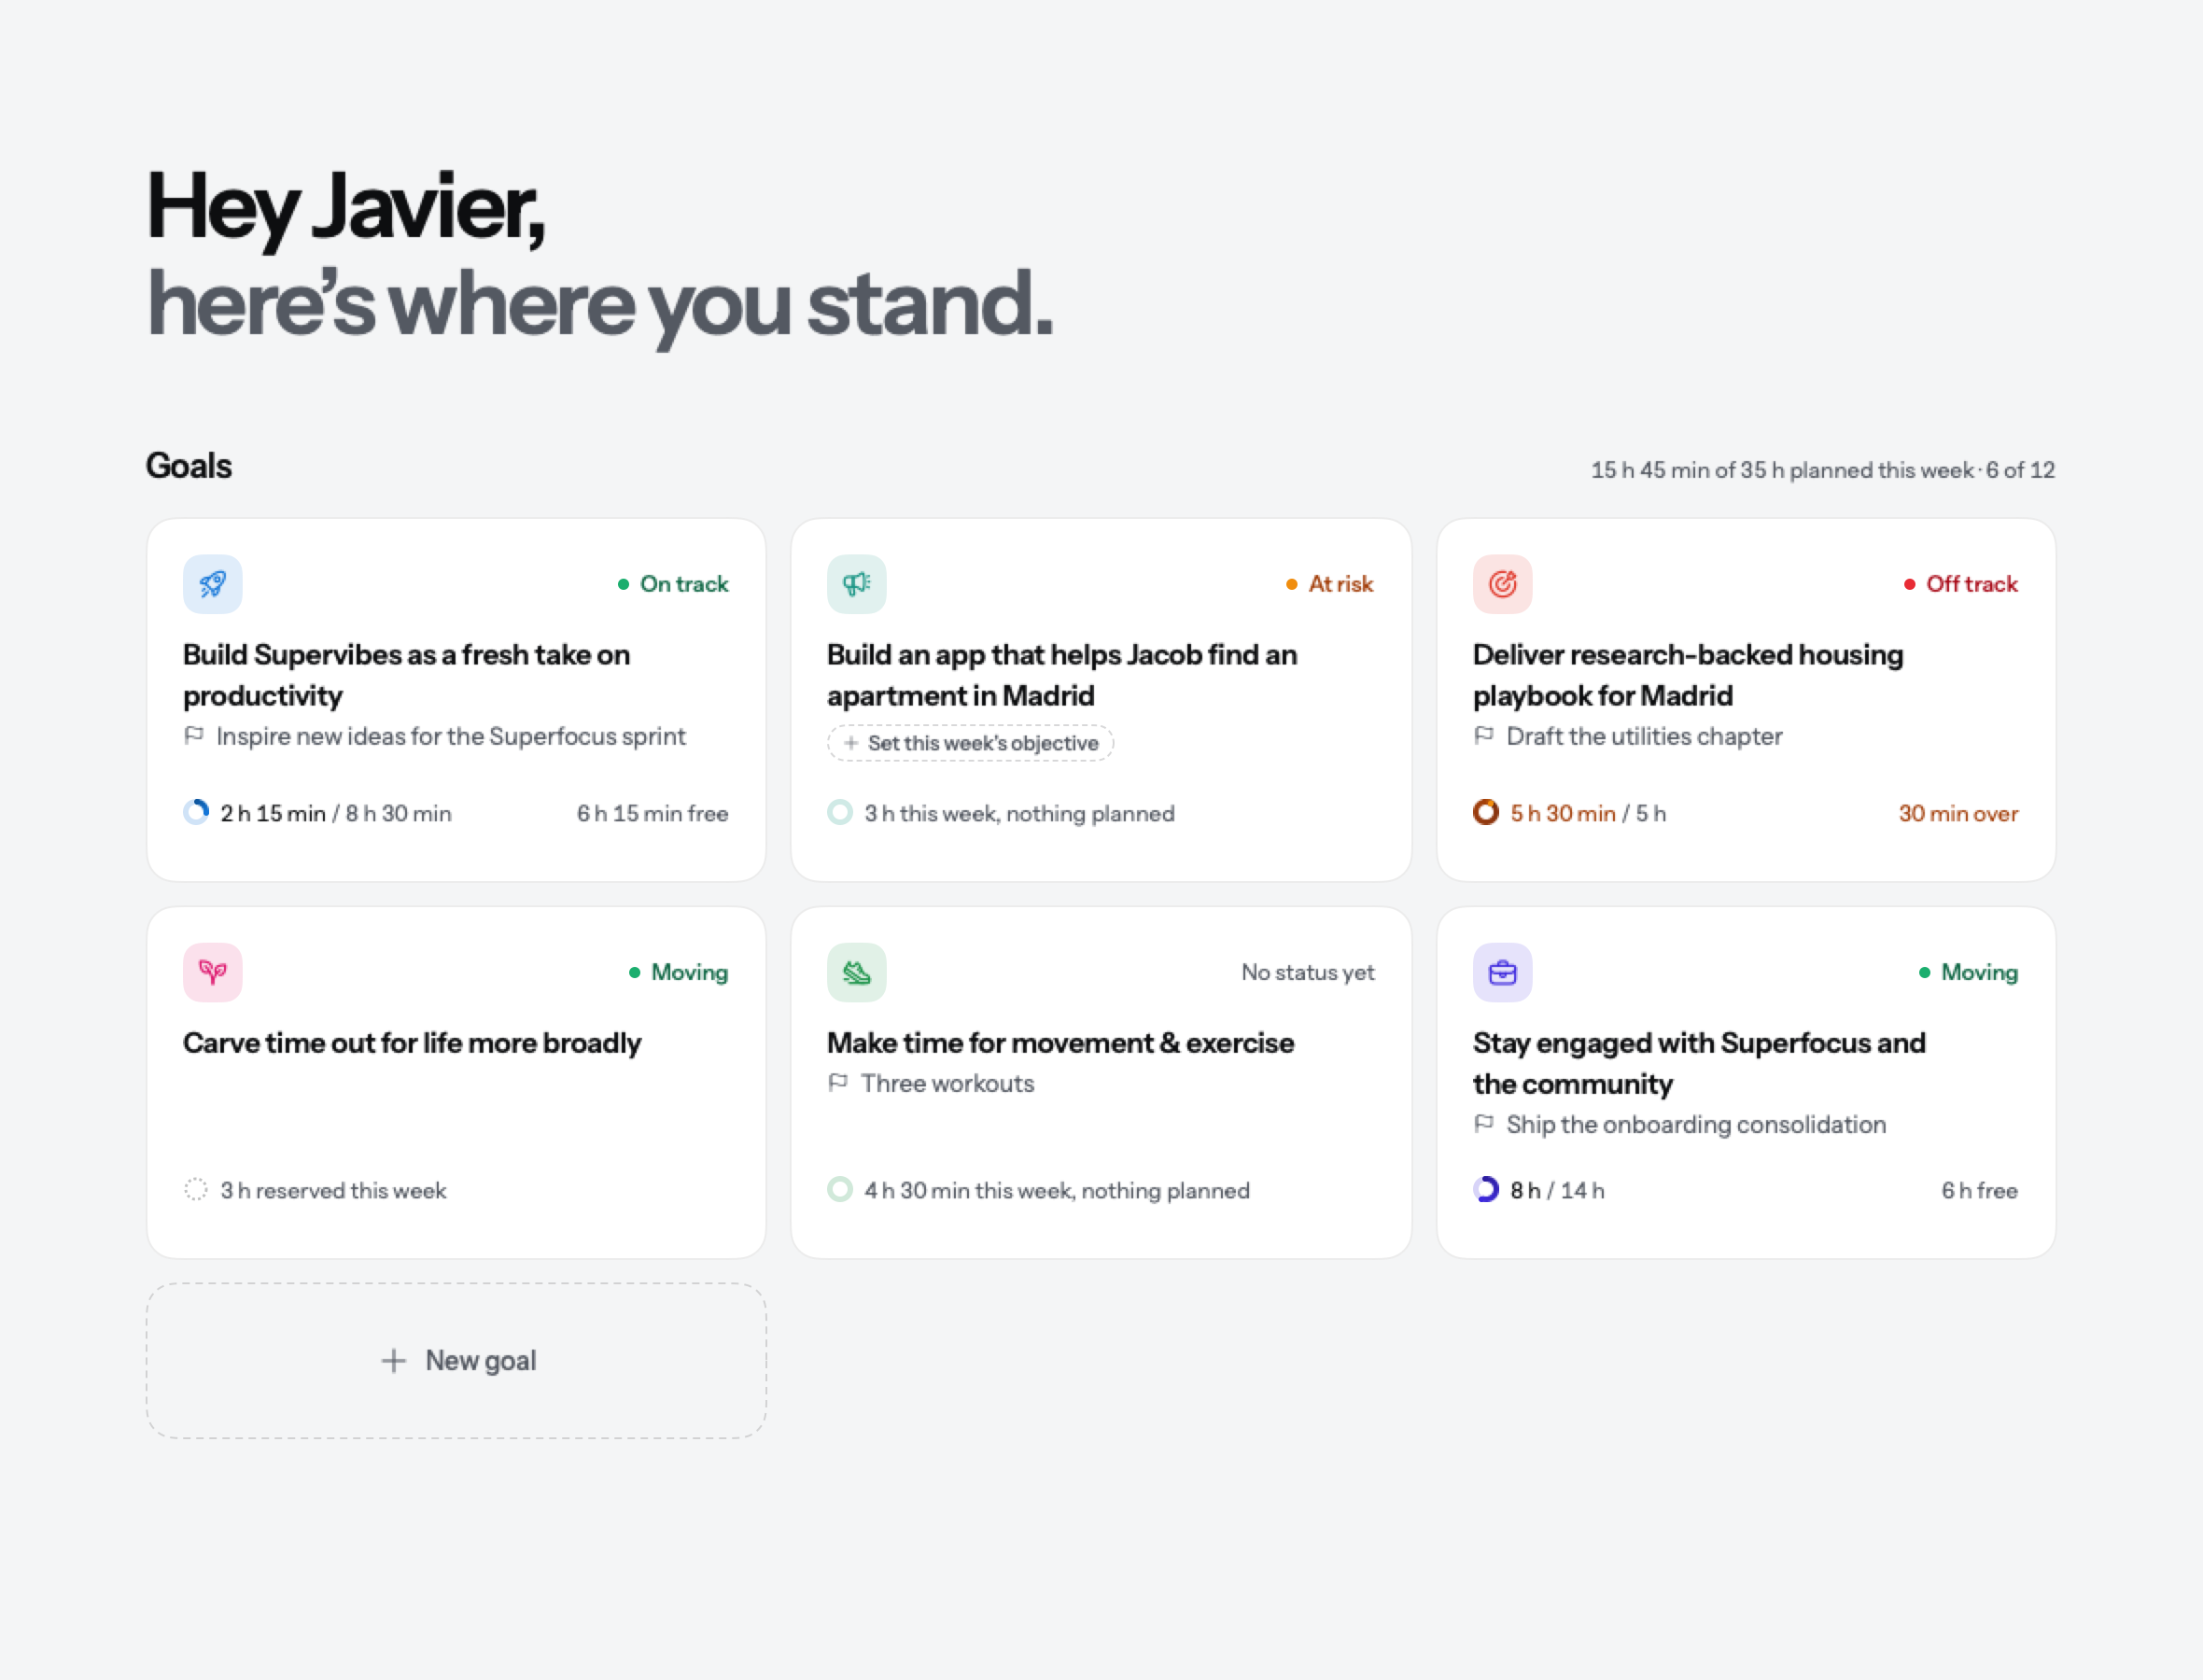 Hey Javier,
here’s where you stand.
Goals
15 h 45 min of 35 h planned this week · 6 of 12
On track
Build Supervibes as a fresh take on
productivity
Inspire new ideas for the Superfocus sprint
2 h 15 min / 8 h 30 min
6 h 15 min free
At risk
Build an app that helps Jacob find an
apartment in Madrid
+ Set this week’s objective
3 h this week, nothing planned
Off track
Deliver research-backed housing
playbook for Madrid
Draft the utilities chapter
5 h 30 min / 5 h
30 min over
Moving
Carve time out for life more broadly
3 h reserved this week
No status yet
Make time for movement & exercise
Three workouts
4 h 30 min this week, nothing planned
Moving
Stay engaged with Superfocus and
the community
Ship the onboarding consolidation
8 h / 14 h
6 h free
+ New goal